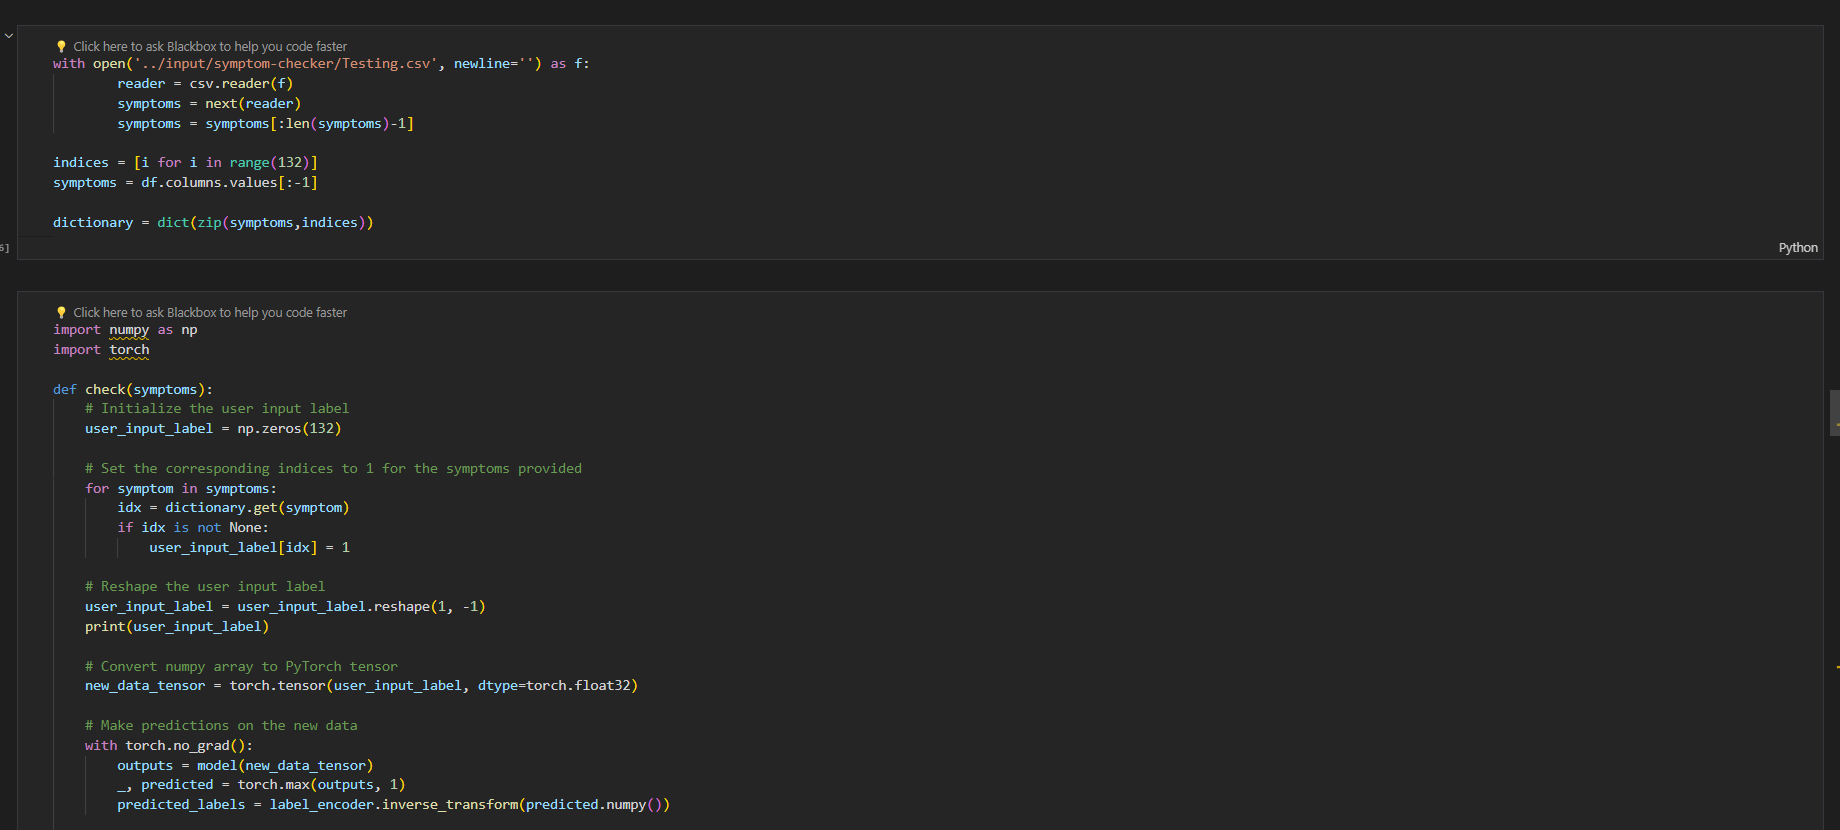 Click here to ask Blackbox to help you code faster
with open('../input/symptom-checker/Testing.csv', newline='') as f:
        reader = csv.reader(f)
        symptoms = next(reader)
        symptoms = symptoms[:len(symptoms)-1]
indices = [i for i in range(132)]
symptoms = df.columns.values[:-1]
dictionary = dict(zip(symptoms,indices))
6]
Python
Click here to ask Blackbox to help you code faster
import numpy as np
import torch
def check(symptoms):
    # Initialize the user input label
    user_input_label = np.zeros(132)
    # Set the corresponding indices to 1 for the symptoms provided
    for symptom in symptoms:
        idx = dictionary.get(symptom)
        if idx is not None:
            user_input_label[idx] = 1
    # Reshape the user input label
    user_input_label = user_input_label.reshape(1, -1)
    print(user_input_label)
    # Convert numpy array to PyTorch tensor
    new_data_tensor = torch.tensor(user_input_label, dtype=torch.float32)
    # Make predictions on the new data
    with torch.no_grad():
        outputs = model(new_data_tensor)
        _, predicted = torch.max(outputs, 1)
        predicted_labels = label_encoder.inverse_transform(predicted.numpy())